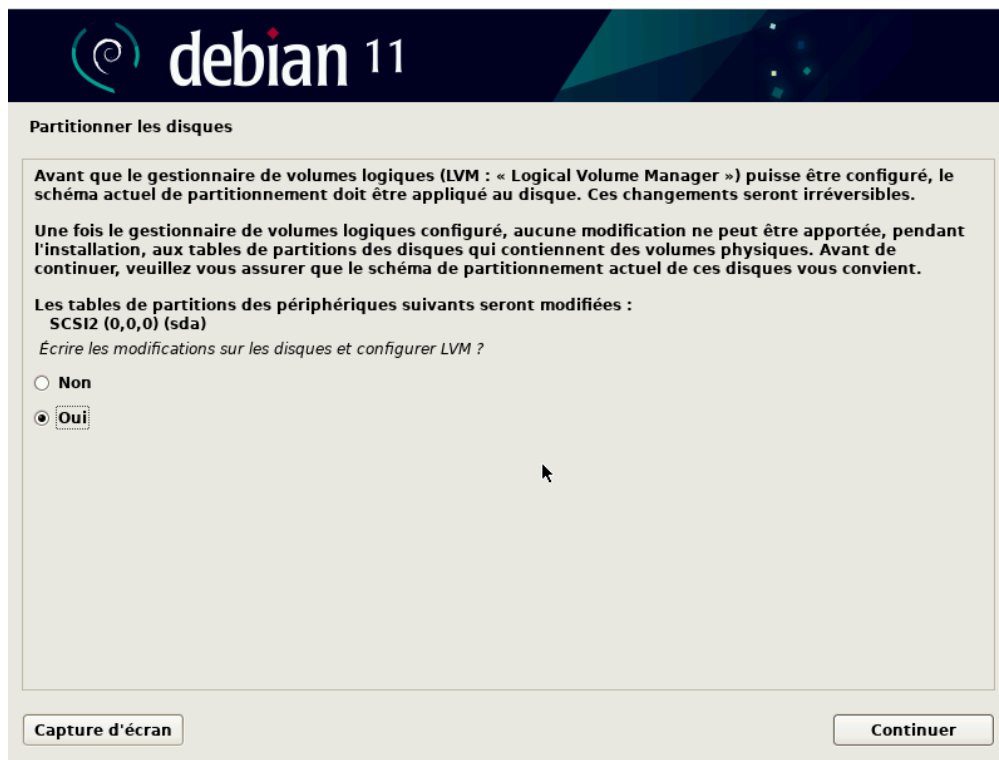 debian 11
Partitionner les disques
Avant que le gestionnaire de volumes logiques (LVM : « Logical Volume Manager ») puisse être configuré, le
schéma actuel de partitionnement doit être appliqué au disque. Ces changements seront irréversibles.
Une fois le gestionnaire de volumes logiques configuré, aucune modification ne peut être apportée, pendant
l'installation, aux tables de partitions des disques qui contiennent des volumes physiques. Avant de
continuer, veuillez vous assurer que le schéma de partitionnement actuel de ces disques vous convient.
Les tables de partitions des périphériques suivants seront modifiées :
SCSI2 (0,0,0) (sda)
Écrire les modifications sur les disques et configurer LVM ?
Non
Oui
Capture d'écran
Continuer